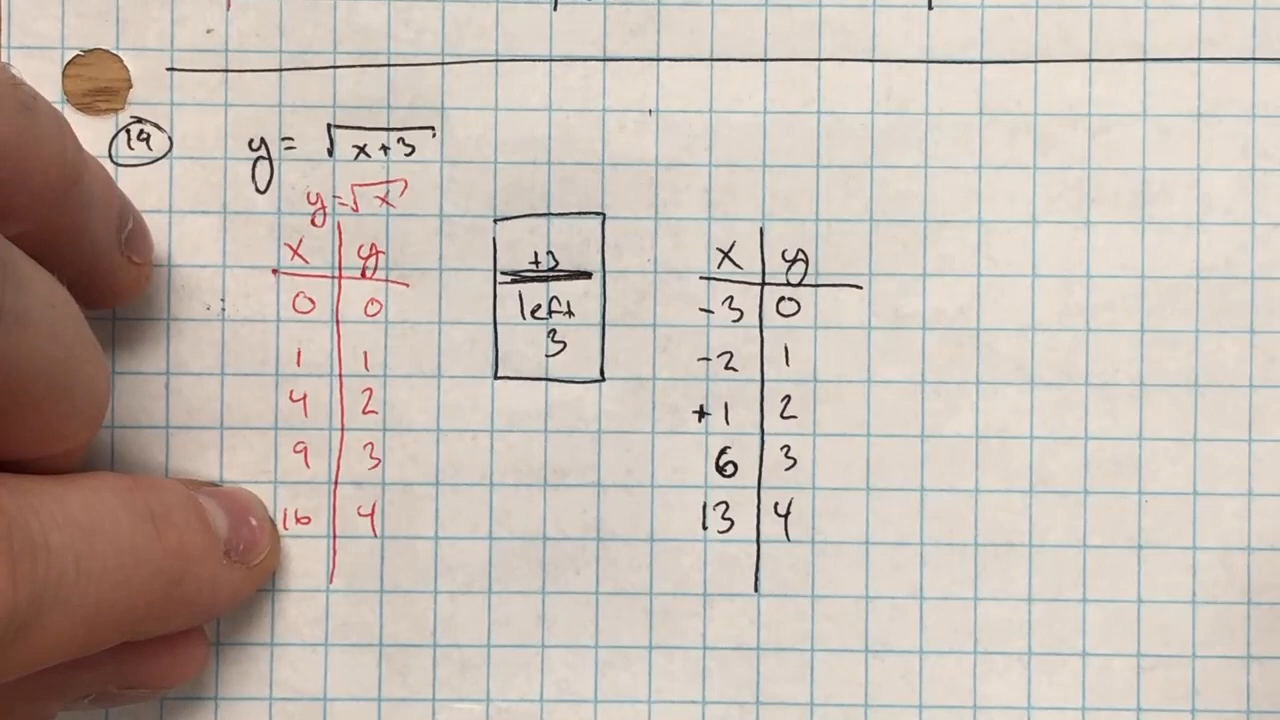 19
y = √x+3
y=√x
x y
0 0
1 1
4 2
9 3
16 4
+3
left
3
x y
-3 0
-2 1
+1 2
6 3
13 4